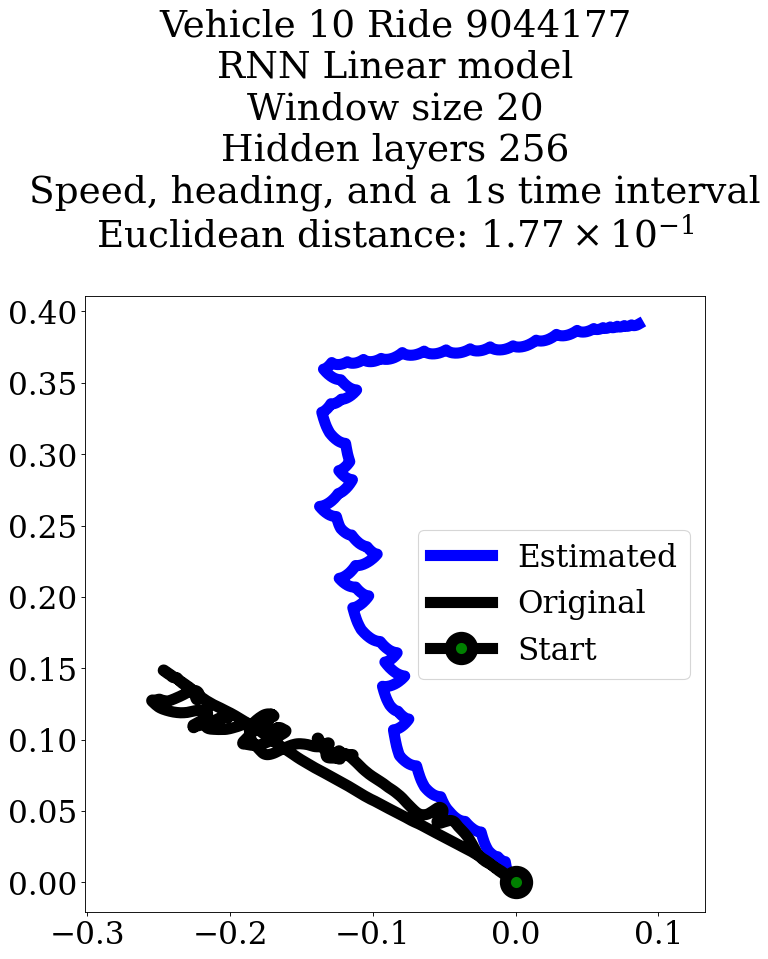 Vehicle 10 Ride 9044177
RNN Linear model
Window size 20
Hidden layers 256
Speed, heading, and a 1s time interval
Euclidean distance: 1.77 × 10⁻¹
0.40
0.35
0.30
0.25
0.20
0.15
0.10
0.05
0.00
Estimated
Original
Start
−0.3 −0.2 −0.1 0.0 0.1